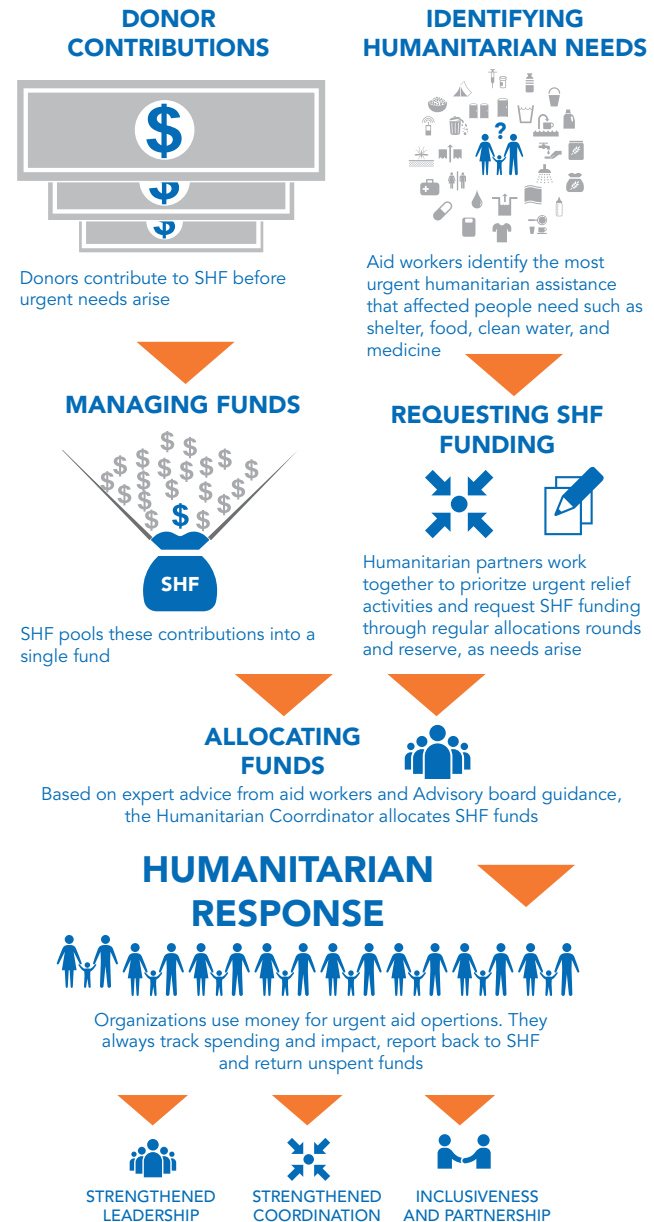 DONOR
CONTRIBUTIONS
$
$
$
Donors contribute to SHF before
urgent needs arise
IDENTIFYING
HUMANITARIAN NEEDS
?
Aid workers identify the most
urgent humanitarian assistance
that affected people need such as
shelter, food, clean water, and
medicine
MANAGING FUNDS
SHF
SHF pools these contributions into a
single fund
REQUESTING SHF
FUNDING
Humanitarian partners work
together to prioritze urgent relief
activities and request SHF funding
through regular allocations rounds
and reserve, as needs arise
ALLOCATING
FUNDS
Based on expert advice from aid workers and Advisory board guidance,
the Humanitarian Coorrdinator allocates SHF funds
HUMANITARIAN
RESPONSE
Organizations use money for urgent aid opertions. They
always track spending and impact, report back to SHF
and return unspent funds
STRENGTHENED
LEADERSHIP
STRENGTHENED
COORDINATION
INCLUSIVENESS
AND PARTNERSHIP